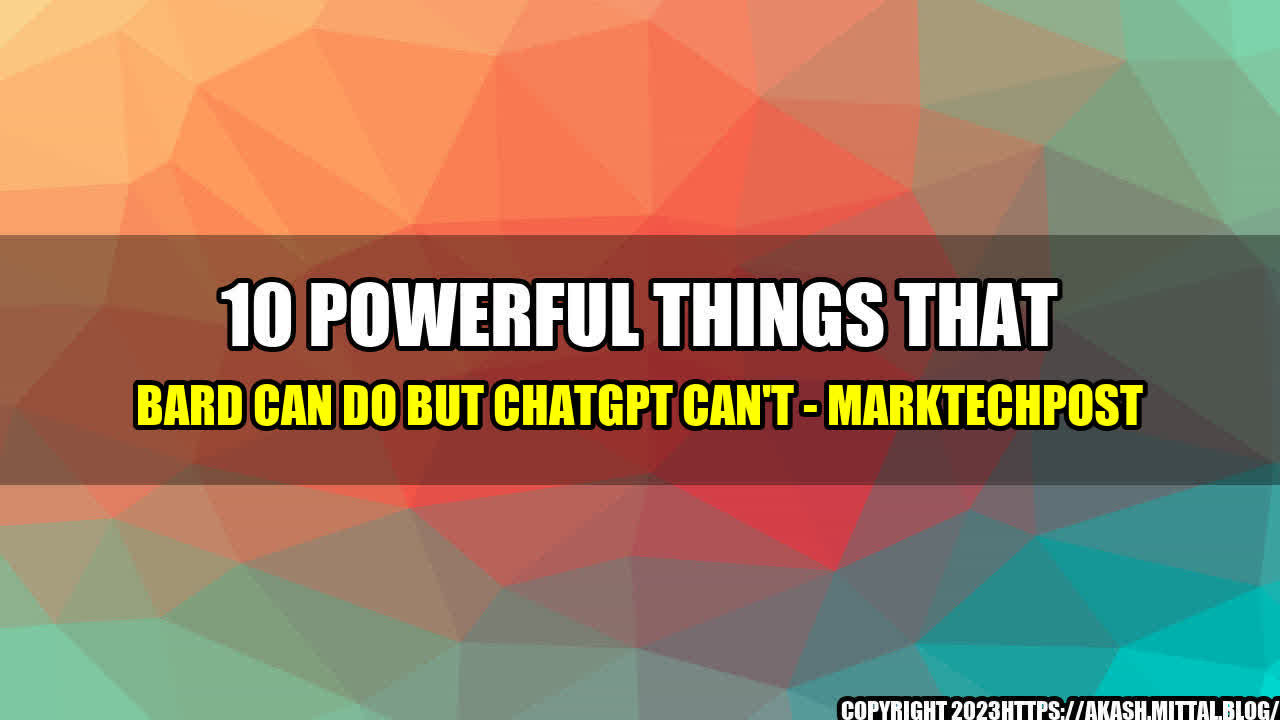 10 POWERFUL THINGS THAT
BARD CAN DO BUT CHATGPT CAN'T - MARKTECHPOST
COPYRIGHT 2023HTTPS://AKASH.MITTAL.BLOG/